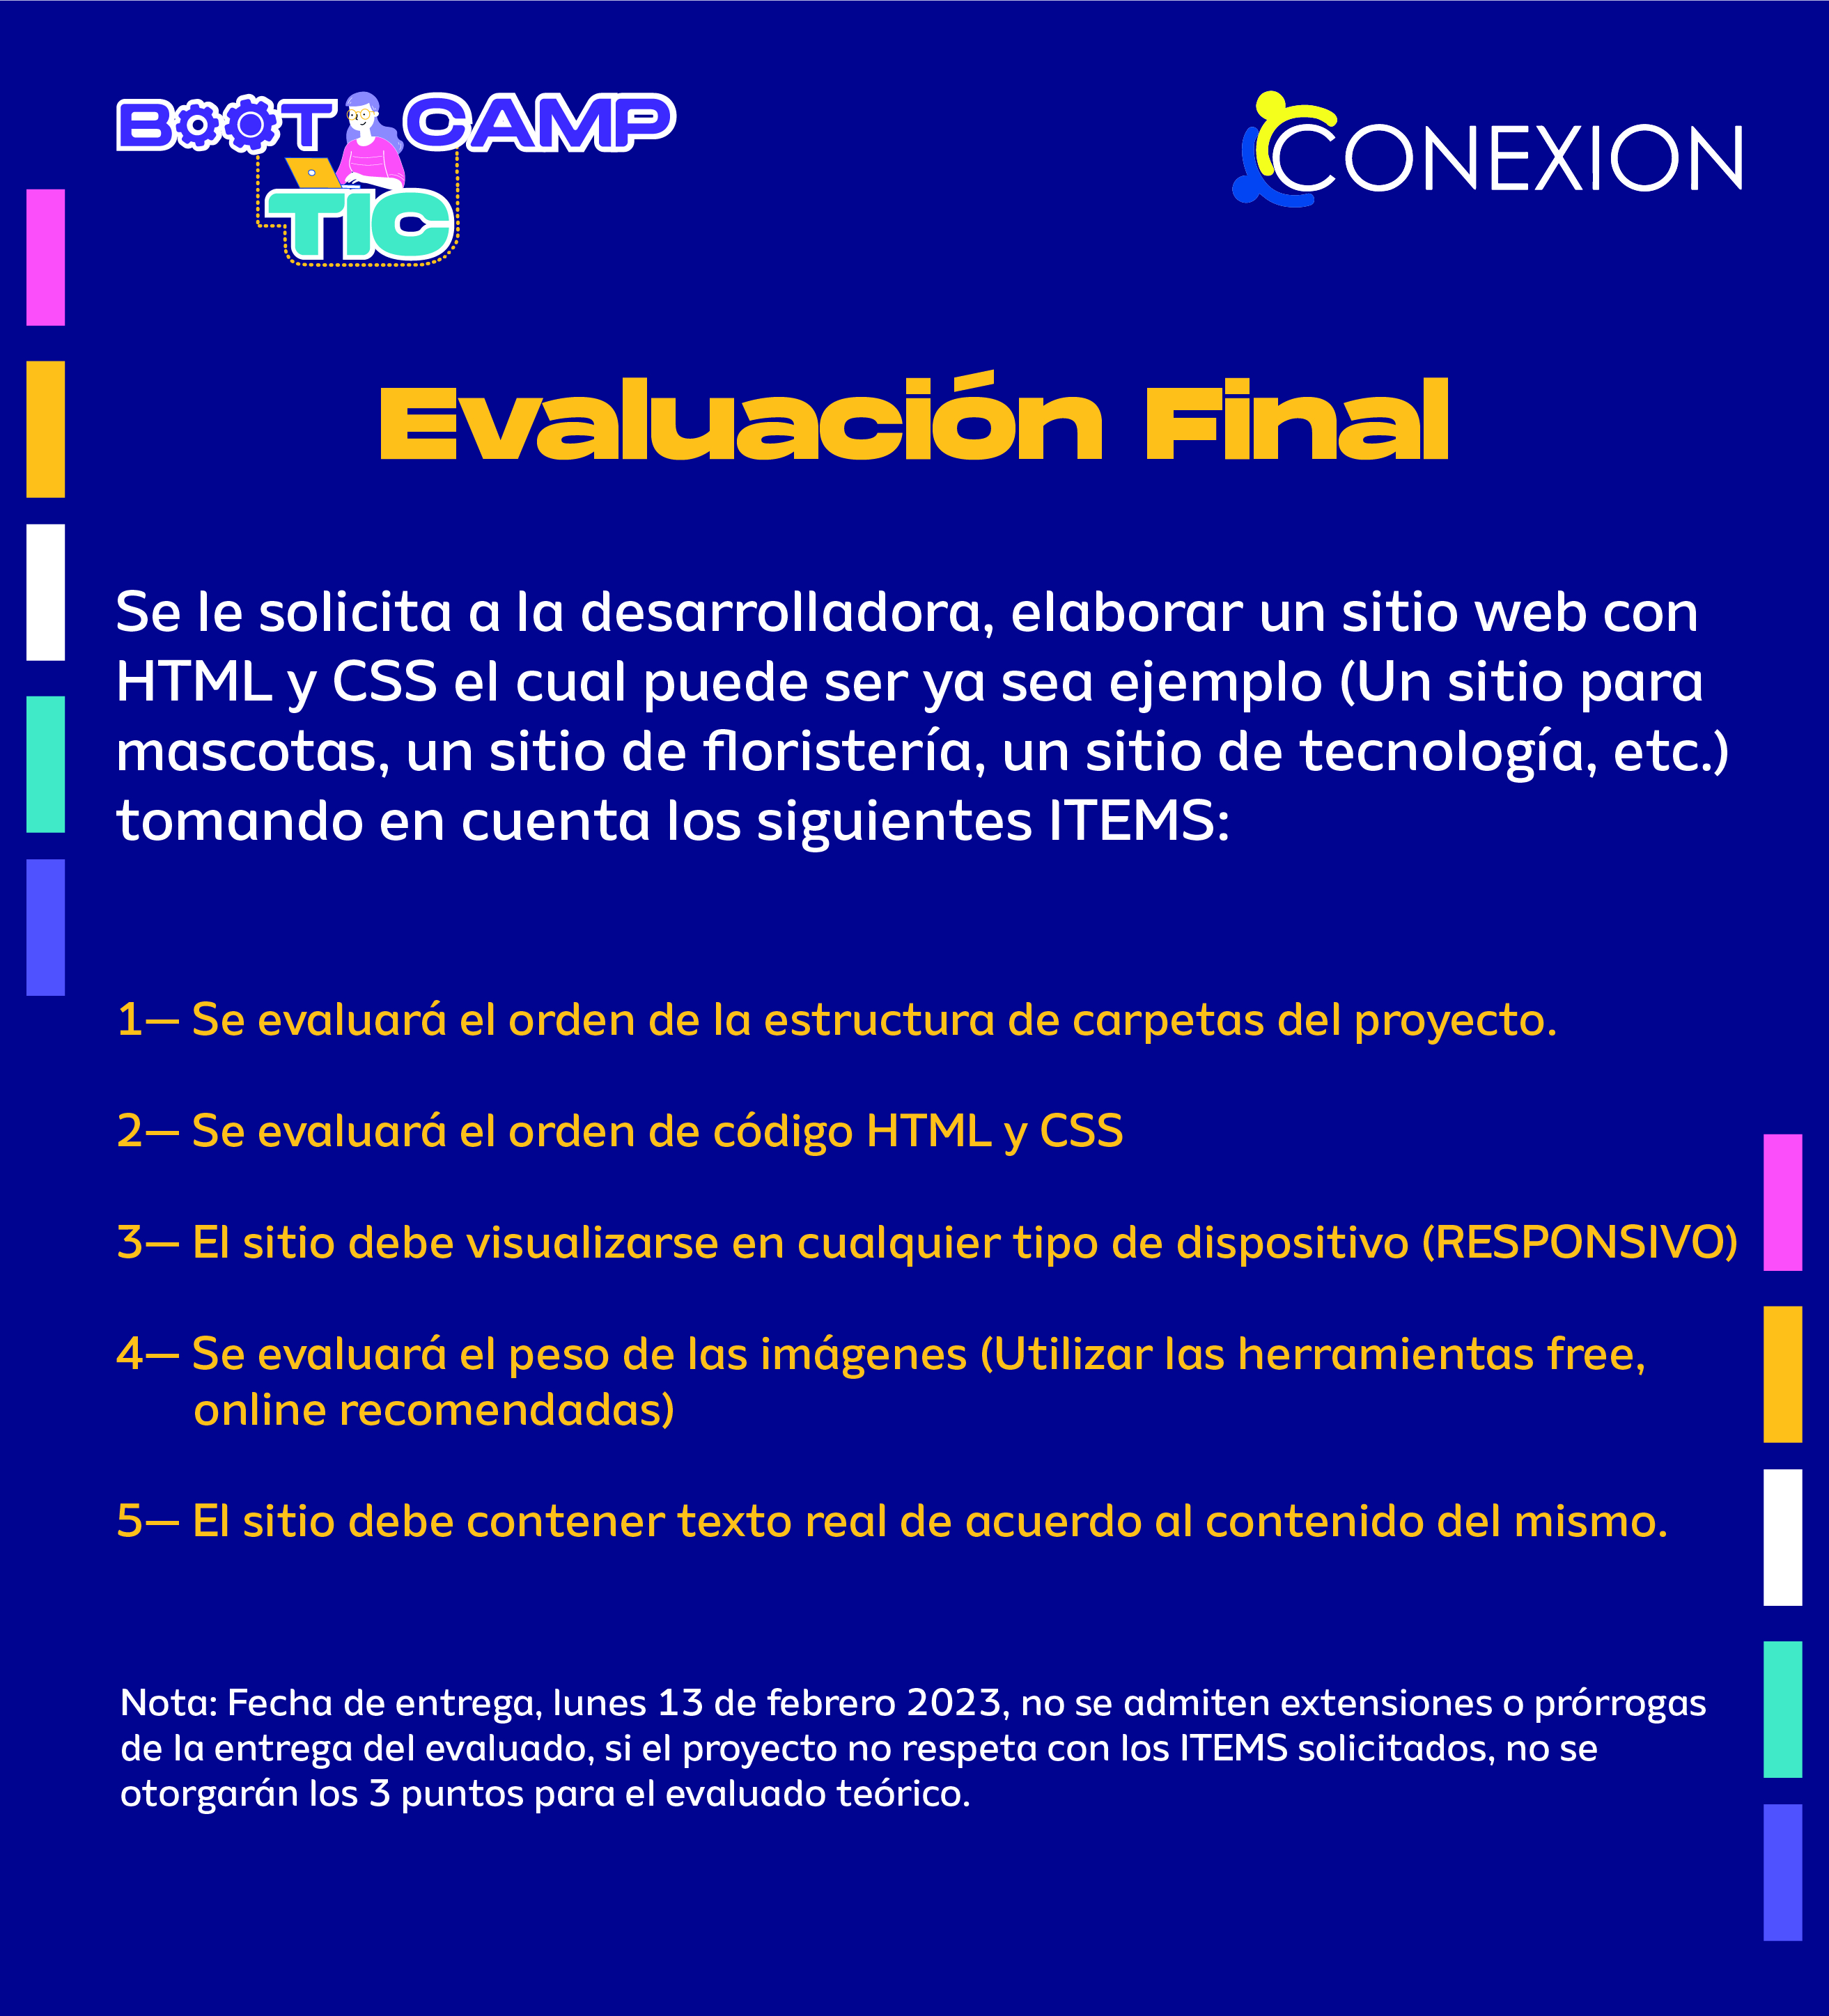 BOOT CAMP
TIC
CONEXION
Evaluación Final
Se le solicita a la desarrolladora, elaborar un sitio web con
HTML y CSS el cual puede ser ya sea ejemplo (Un sitio para
mascotas, un sitio de floristería, un sitio de tecnología, etc.)
tomando en cuenta los siguientes ITEMS:
1— Se evaluará el orden de la estructura de carpetas del proyecto.
2— Se evaluará el orden de código HTML y CSS
3— El sitio debe visualizarse en cualquier tipo de dispositivo (RESPONSIVO)
4— Se evaluará el peso de las imágenes (Utilizar las herramientas free,
online recomendadas)
5— El sitio debe contener texto real de acuerdo al contenido del mismo.
Nota: Fecha de entrega, lunes 13 de febrero 2023, no se admiten extensiones o prórrogas
de la entrega del evaluado, si el proyecto no respeta con los ITEMS solicitados, no se
otorgarán los 3 puntos para el evaluado teórico.